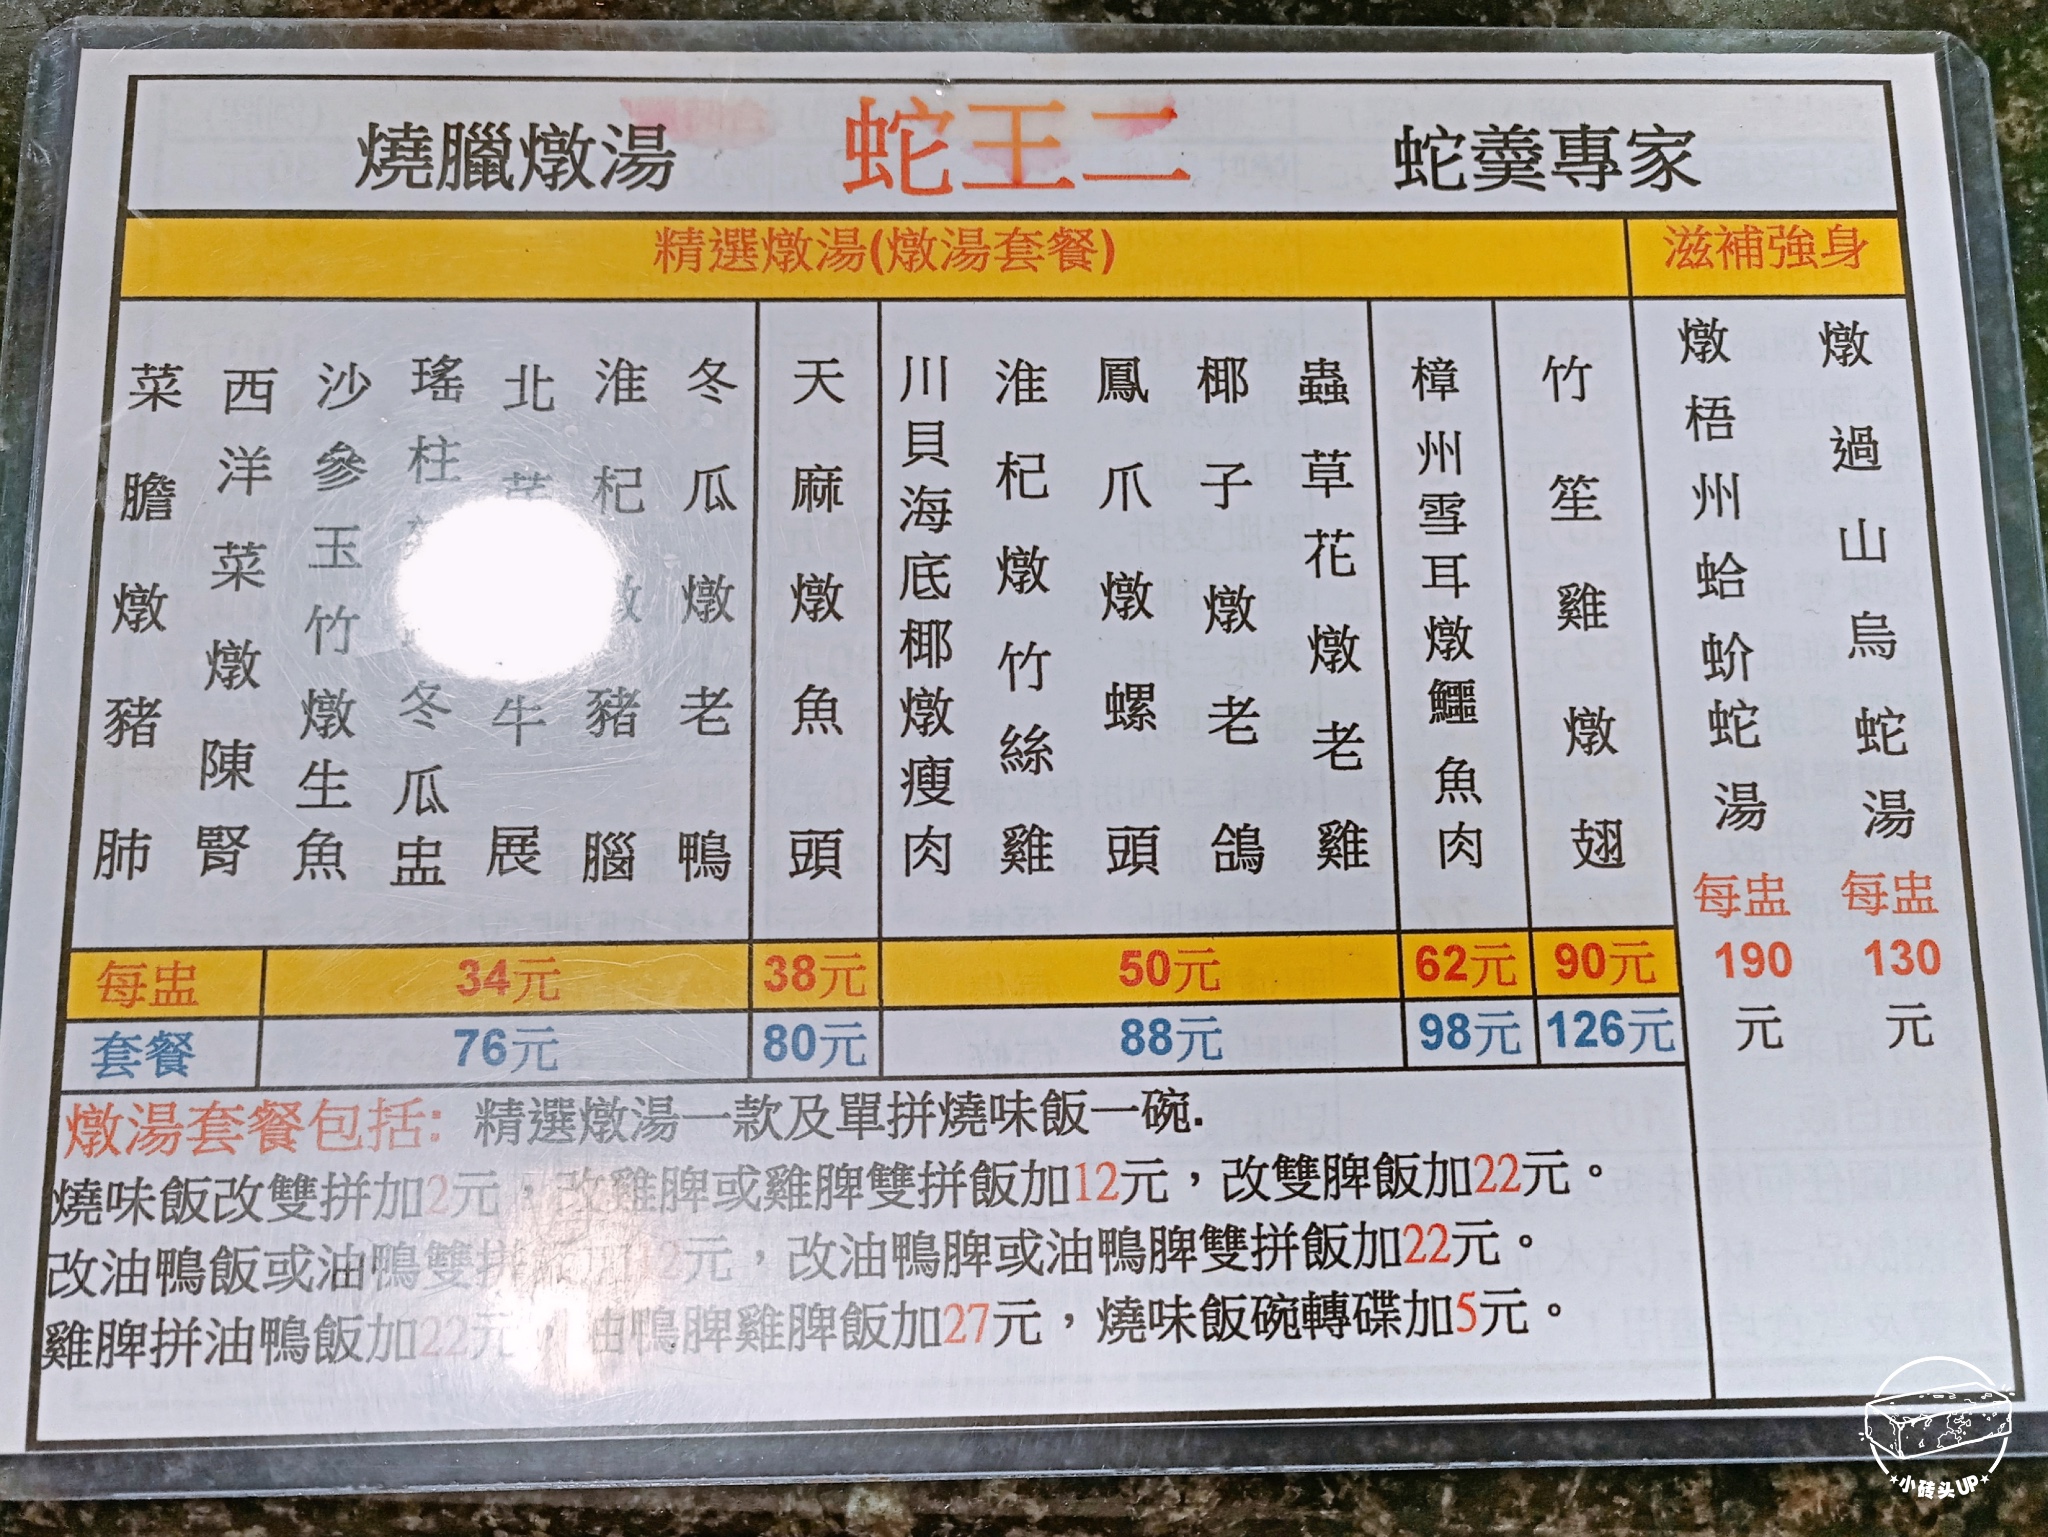 燒臘燉湯 蛇王二 蛇羹專家
精選燉湯(燉湯套餐) 滋補強身
菜膽燉豬肺
西洋菜燉陳腎
沙參玉竹燉生魚
瑤柱 冬瓜盅
北 牛展
淮杞 豬腦
冬瓜燉老鴨
天麻燉魚頭
川貝海底椰燉瘦肉
淮杞燉竹絲雞
鳳爪燉螺頭
椰子燉老鴿
蟲草花燉老雞
樟州雪耳燉鱷魚肉
竹笙雞燉翅
燉梧州蛤蚧蛇湯 每盅190元
燉過山烏蛇湯 每盅130元
每盅 34元 38元 50元 62元 90元
套餐 76元 80元 88元 98元 126元
燉湯套餐包括: 精選燉湯一款及單拼燒味飯一碗.
燒味飯改雙拼加2元，改雞脾或雞脾雙拼飯加12元，改雙脾飯加22元。
改油鴨飯或油鴨雙拼 2元，改油鴨脾或油鴨脾雙拼飯加22元。
雞脾拼油鴨飯加22元，油鴨脾雞脾飯加27元，燒味飯碗轉碟加5元。
小砖头UP